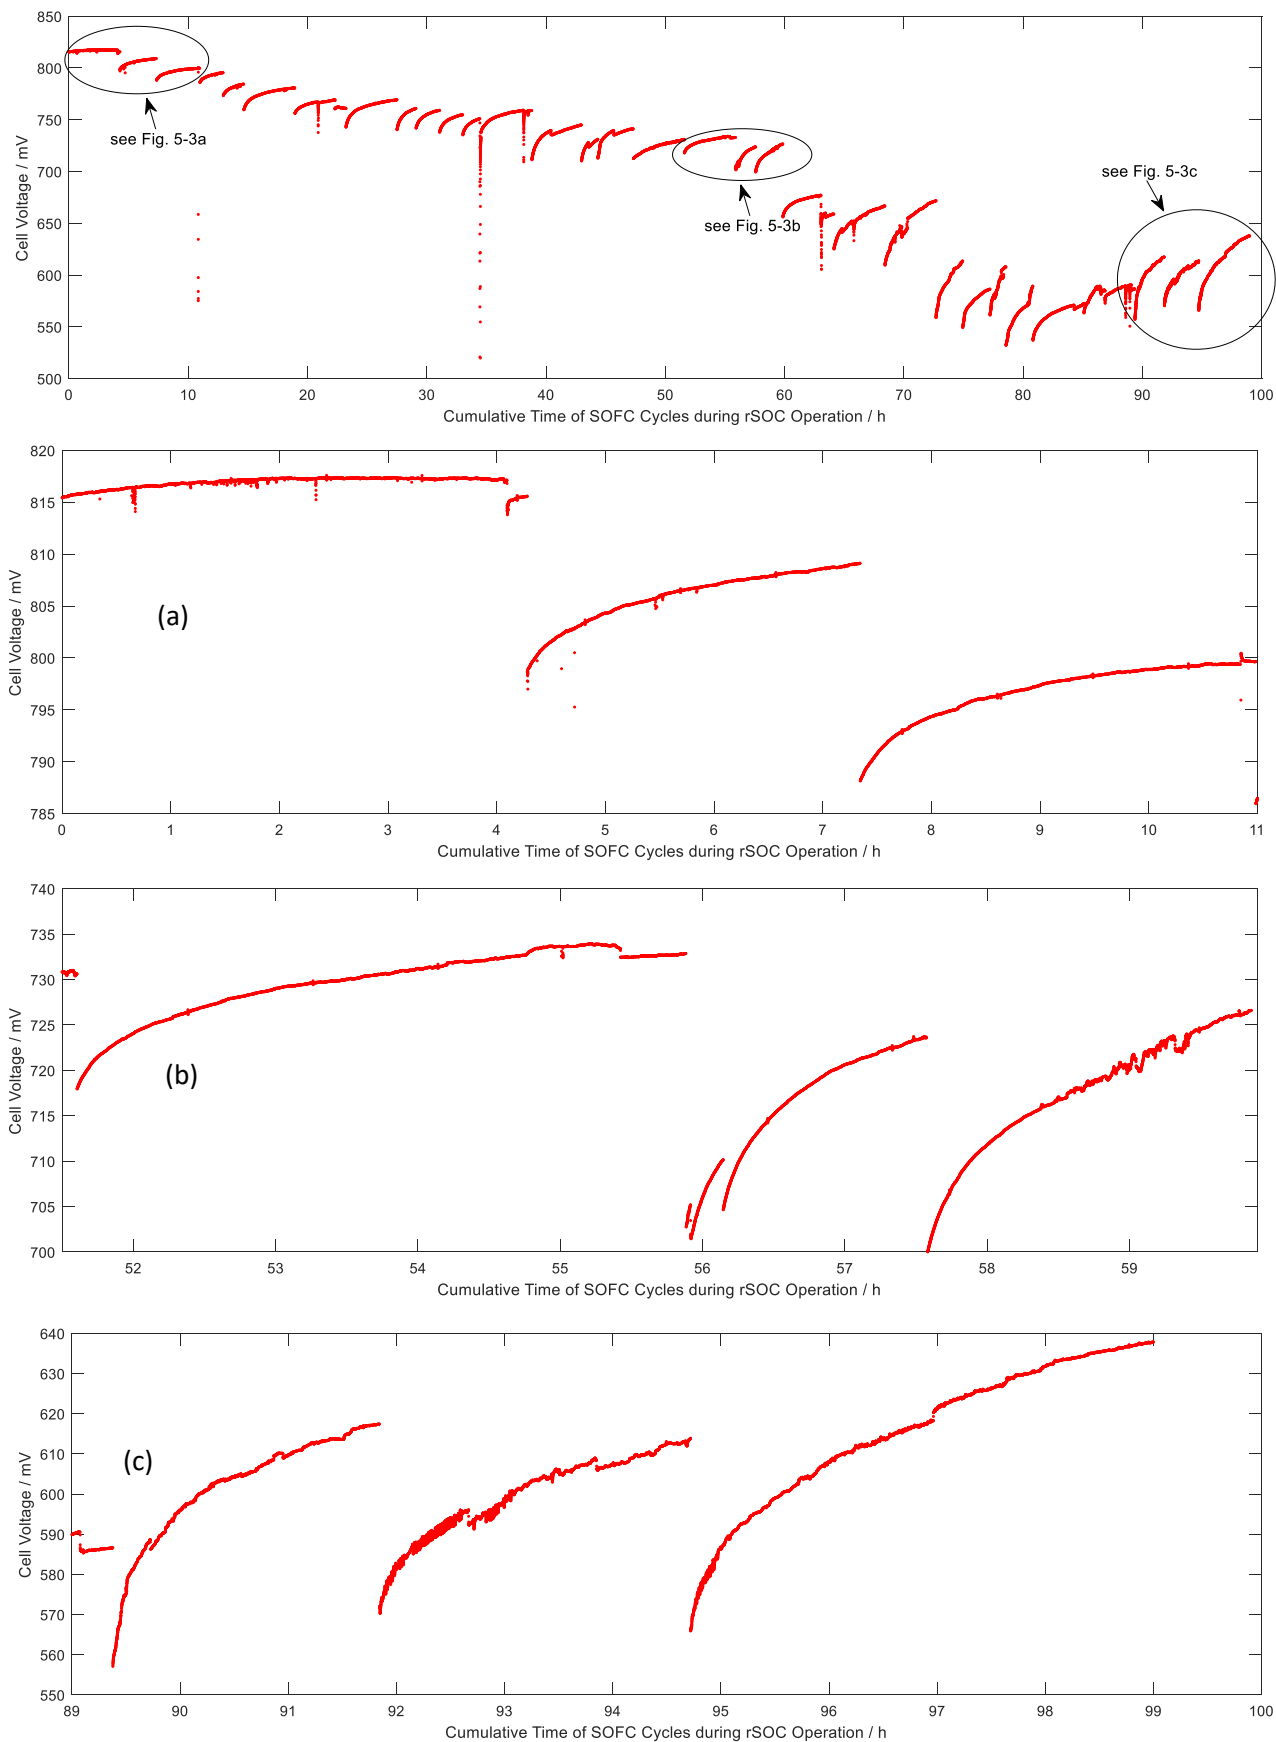 850
800
750
700
650
600
550
500
Cell Voltage / mV
see Fig. 5-3a
see Fig. 5-3b
see Fig. 5-3c
0 10 20 30 40 50 60 70 80 90 100
Cumulative Time of SOFC Cycles during rSOC Operation / h
820
815
810
805
800
795
790
785
Cell Voltage / mV
(a)
0 1 2 3 4 5 6 7 8 9 10 11
Cumulative Time of SOFC Cycles during rSOC Operation / h
740
735
730
725
720
715
710
705
700
Cell Voltage / mV
(b)
52 53 54 55 56 57 58 59
Cumulative Time of SOFC Cycles during rSOC Operation / h
640
630
620
610
600
590
580
570
560
550
Cell Voltage / mV
(c)
89 90 91 92 93 94 95 96 97 98 99 100
Cumulative Time of SOFC Cycles during rSOC Operation / h